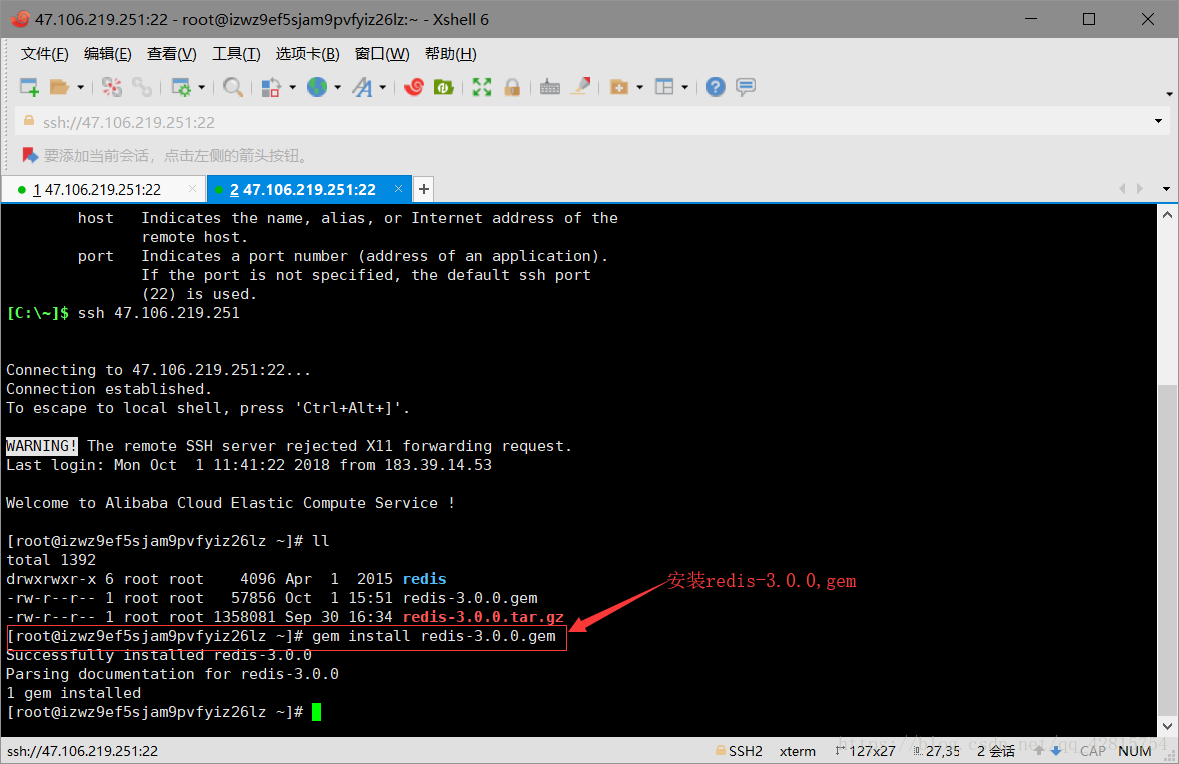 47.106.219.251:22 - root@izwz9ef5sjam9pvfyiz26lz:~ - Xshell 6
文件(F) 编辑(E) 查看(V) 工具(T) 选项卡(B) 窗口(W) 帮助(H)
ssh://47.106.219.251:22
要添加当前会话，点击左侧的箭头按钮。
1 47.106.219.251:22 × 2 47.106.219.251:22 × +
host Indicates the name, alias, or Internet address of the
remote host.
port Indicates a port number (address of an application).
If the port is not specified, the default ssh port
(22) is used.
[C:\~]$ ssh 47.106.219.251
Connecting to 47.106.219.251:22...
Connection established.
To escape to local shell, press 'Ctrl+Alt+]'.
WARNING! The remote SSH server rejected X11 forwarding request.
Last login: Mon Oct  1 11:41:22 2018 from 183.39.14.53
Welcome to Alibaba Cloud Elastic Compute Service !
[root@izwz9ef5sjam9pvfyiz26lz ~]# ll
total 1392
drwxrwxr-x 6 root root    4096 Apr  1  2015 redis
-rw-r--r-- 1 root root   57856 Oct  1 15:51 redis-3.0.0.gem
-rw-r--r-- 1 root root 1358081 Sep 30 16:34 redis-3.0.0.tar.gz
安装redis-3.0.0,gem
[root@izwz9ef5sjam9pvfyiz26lz ~]# gem install redis-3.0.0.gem
Successfully installed redis-3.0.0
Parsing documentation for redis-3.0.0
1 gem installed
[root@izwz9ef5sjam9pvfyiz26lz ~]#
ssh://47.106.219.251:22 SSH2 xterm 127x27 27,35 2 会话 CAP NUM